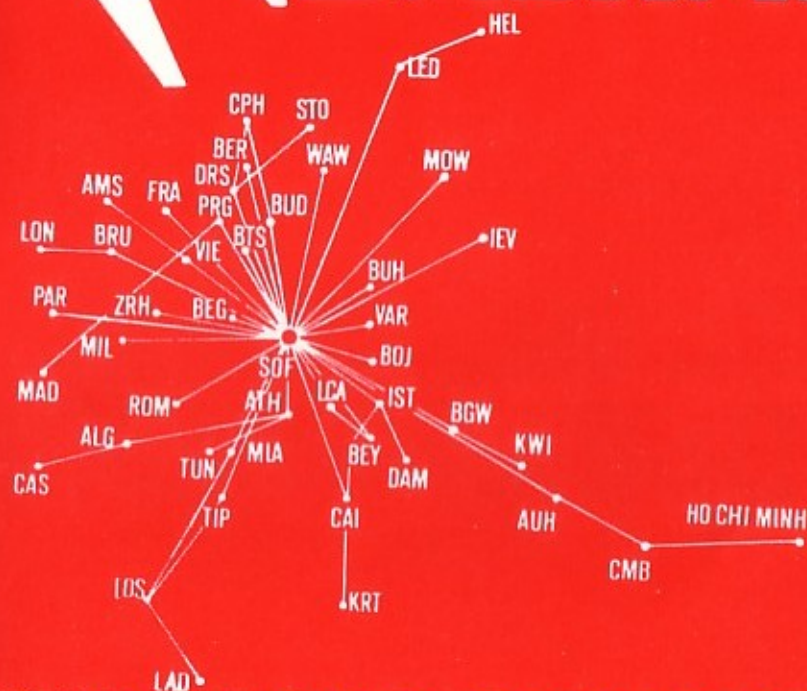 HEL
LED
CPH
STO
BER
WAW
MOW
DRS
AMS
FRA
PRG
BUD
LON
BRU
VIE
BTS
IEV
BUH
PAR
ZRH
BEG
VAR
MIL
SOF
BOJ
MAD
ROM
ATH
LCA
IST
BGW
ALG
TUN
MLA
BEY
KWI
CAS
DAM
TIP
CAI
AUH
HO CHI MINH
CMB
LOS
KRT
LAD